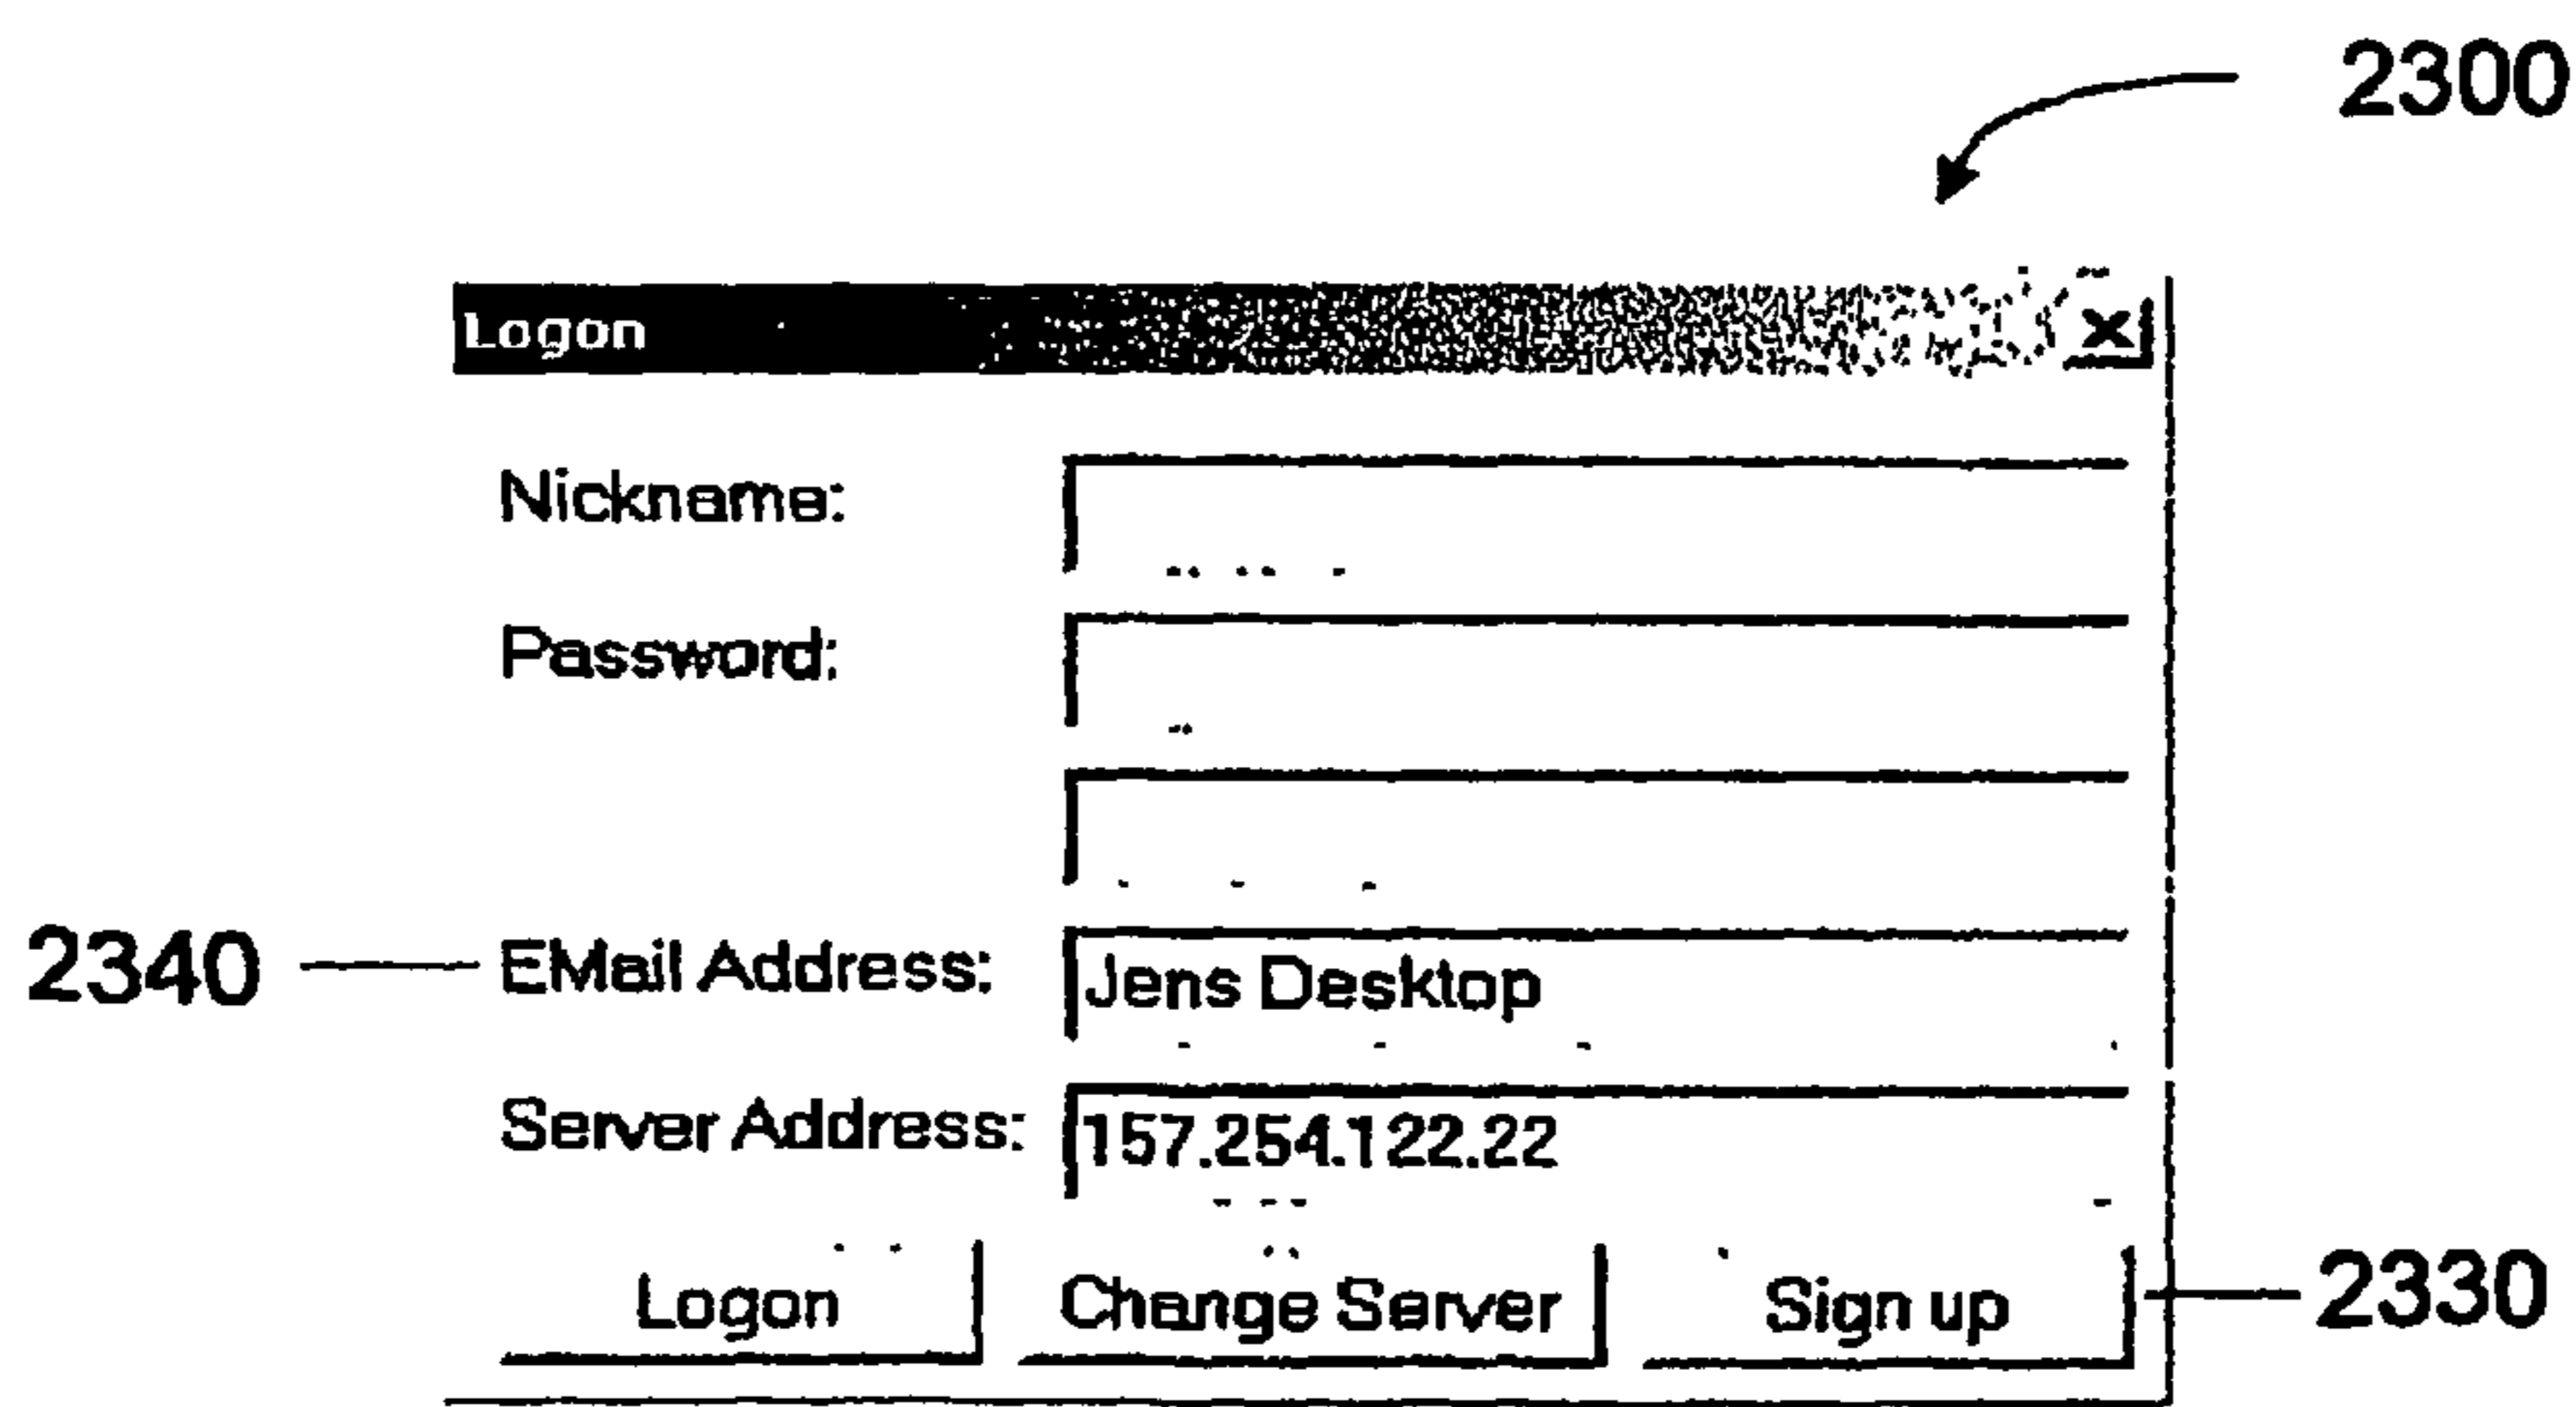 2300
Logon x
Nickname:
Password:
2340 EMail Address: Jens Desktop
Server Address: 157.254.122.22
Logon Change Server Sign up 2330